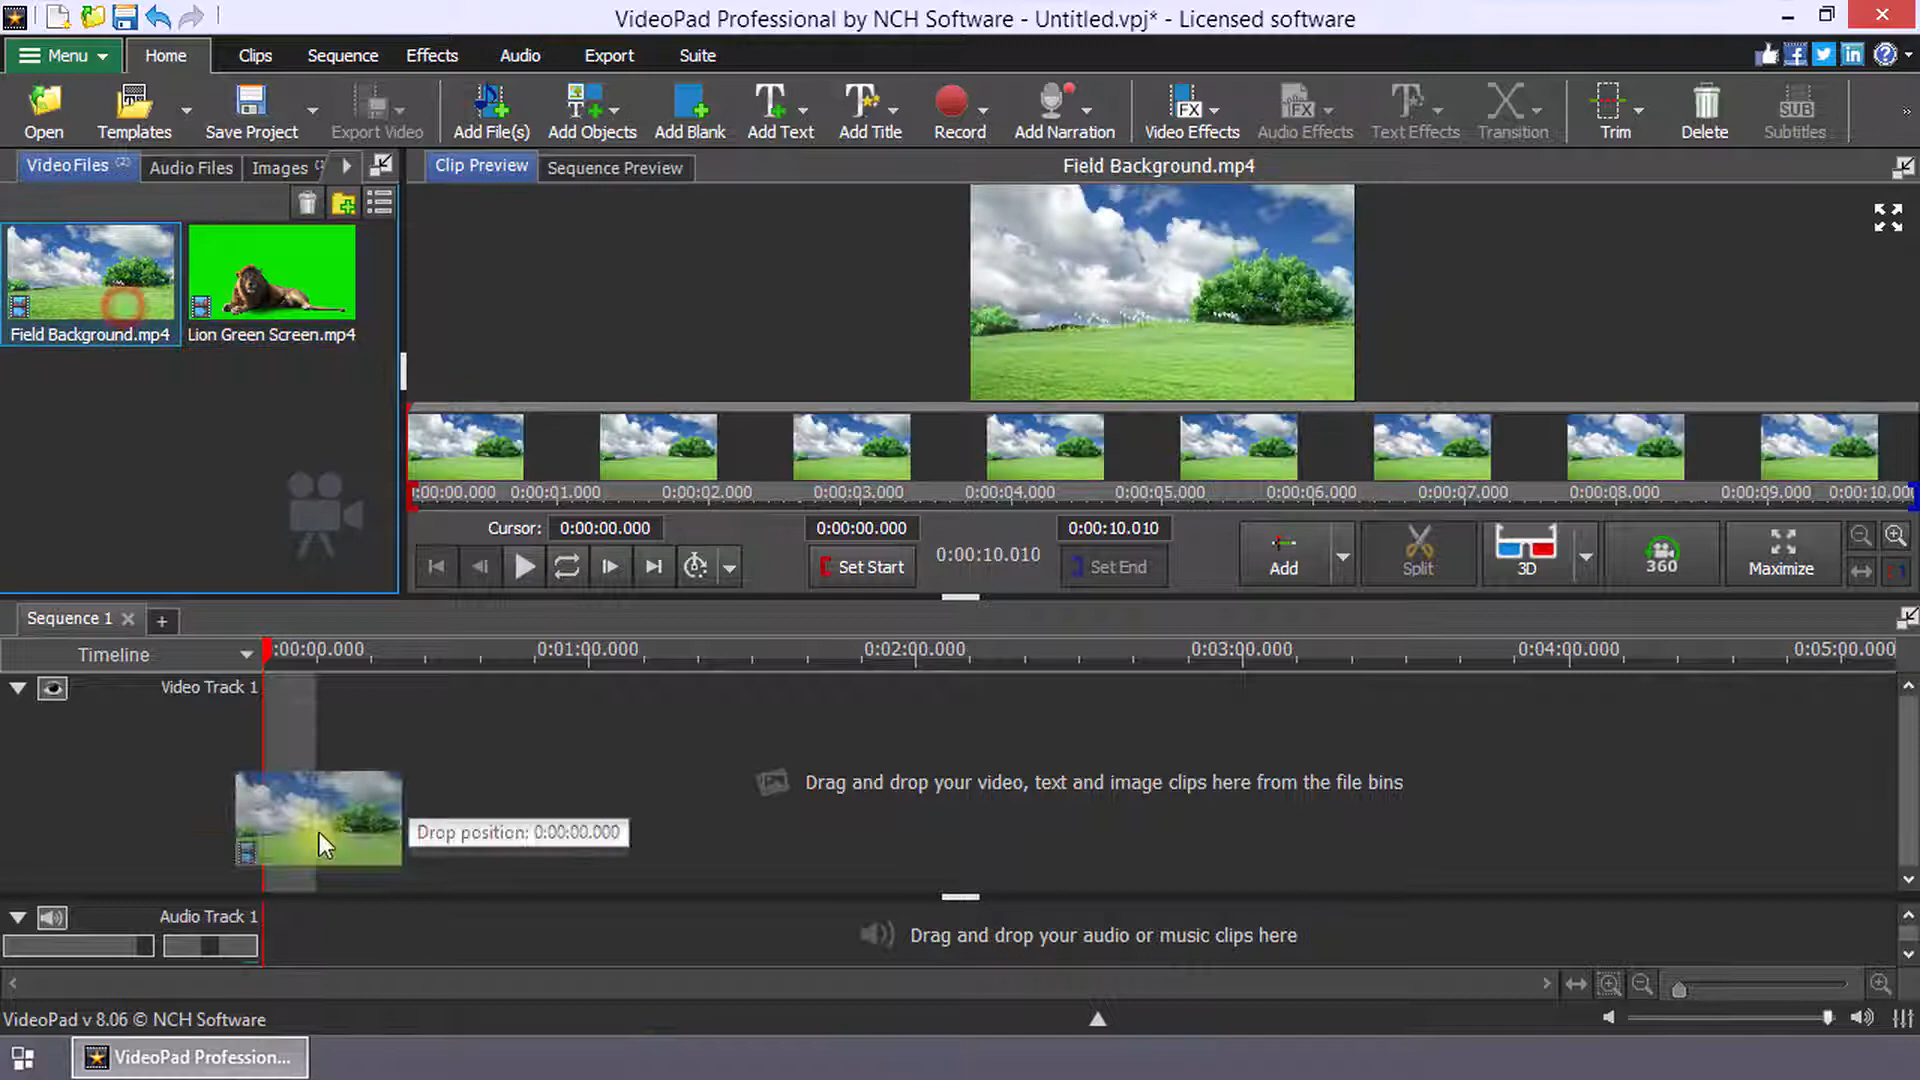 VideoPad Professional by NCH Software - Untitled.vpj* - Licensed software
Menu Home Clips Sequence Effects Audio Export Suite
Open Templates Save Project Export Video Add File(s) Add Objects Add Blank Add Text Add Title Record Add Narration Video Effects Audio Effects Text Effects Transition Trim Delete Subtitles
FX FX SUB
Video Files (2) Audio Files Images
Clip Preview Sequence Preview Field Background.mp4
Field Background.mp4 Lion Green Screen.mp4
:00:00.000 0:00:01.000 0:00:02.000 0:00:03.000 0:00:04.000 0:00:05.000 0:00:06.000 0:00:07.000 0:00:08.000 0:00:09.000 0:00:10.00
Cursor: 0:00:00.000 0:00:00.000 0:00:10.010
Set Start 0:00:10.010 Set End Add Split 3D 360 Maximize
Sequence 1
Timeline :00:00.000 0:01:00.000 0:02:00.000 0:03:00.000 0:04:00.000 0:05:00.000
Video Track 1
Drag and drop your video, text and image clips here from the file bins
Drop position: 0:00:00.000
Audio Track 1
Drag and drop your audio or music clips here
VideoPad v 8.06 © NCH Software
VideoPad Profession...